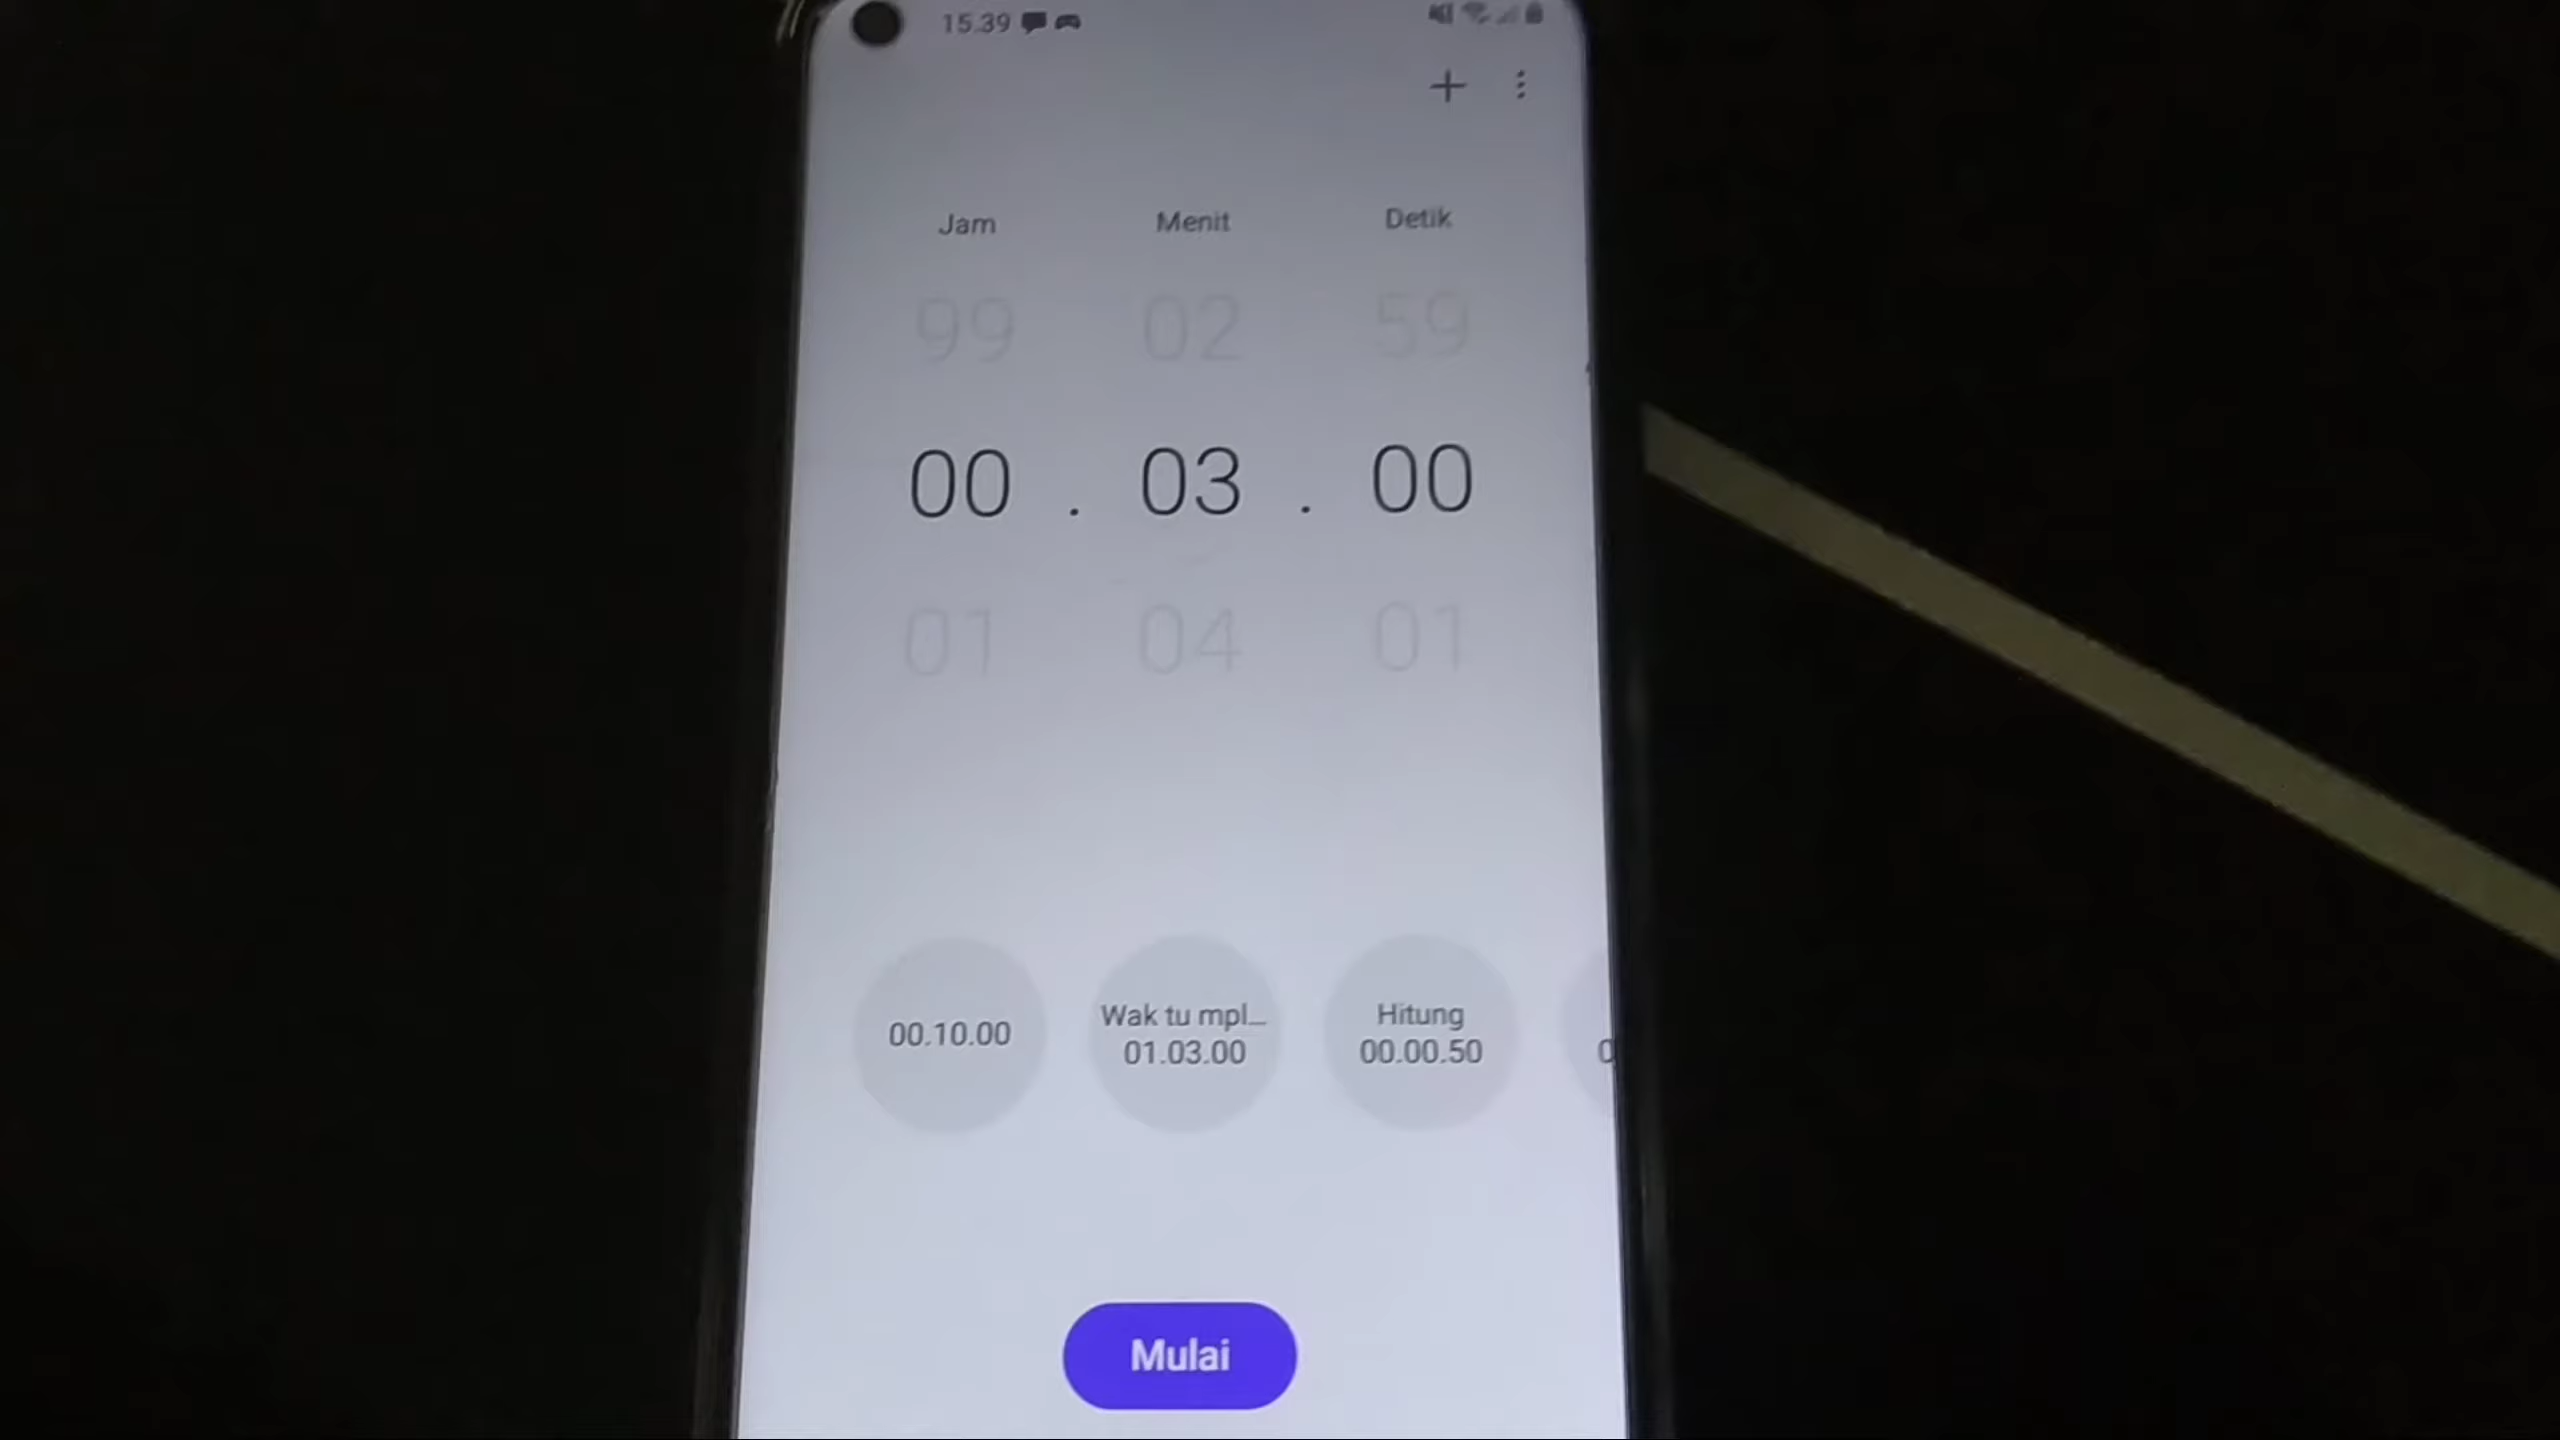 15.39
Jam Menit Detik
99 02 59
00 . 03 . 00
01 04 01
00.10.00
Wak tu mpl...
01.03.00
Hitung
00.00.50
0
Mulai